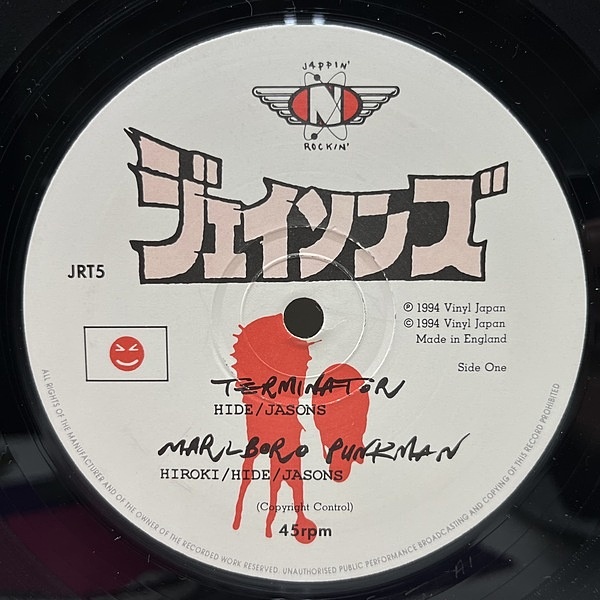 JAPPIN'
N
ROCKIN'
ジェイソンズ
JRT5
℗ 1994 Vinyl Japan
© 1994 Vinyl Japan
Made in England
Side One
TERMINATOR
HIDE/JASONS
MARLBORO PUNKMAN
HIROKI/HIDE/JASONS
(Copyright Control)
45rpm
ALL RIGHTS OF THE MANUFACTURER AND OF THE OWNER OF THE RECORDED WORK RESERVED. UNAUTHORISED PUBLIC PERFORMANCE BROADCASTING AND COPYING OF THIS RECORD PROHIBITED